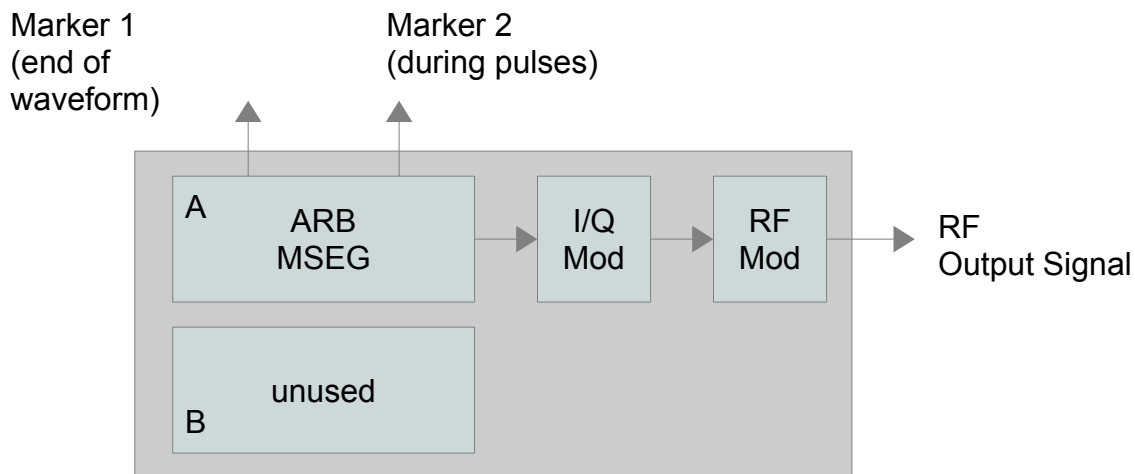 Marker 1
(end of
waveform)
Marker 2
(during pulses)
A
ARB
MSEG
I/Q
Mod
RF
Mod
RF
Output Signal
unused
B